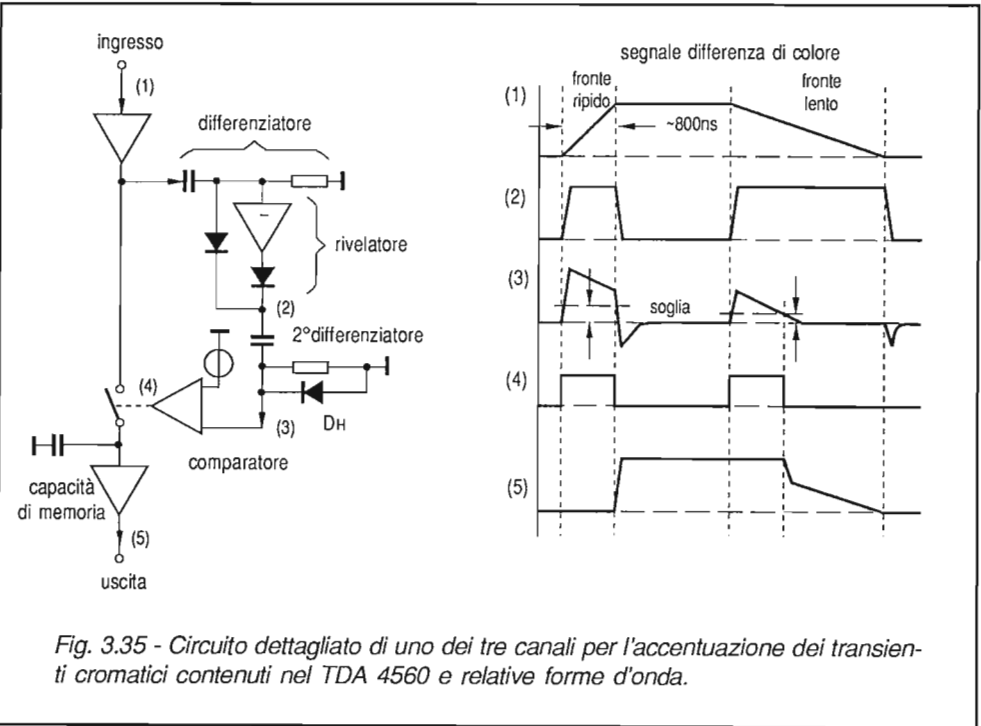 ingresso
(1)
differenziatore
−
rivelatore
(2)
2°differenziatore
(4)
DH
(3)
comparatore
capacità
di memoria
(5)
uscita
segnale differenza di colore
fronte
ripido
fronte
lento
(1)
~800ns
(2)
(3)
soglia
(4)
(5)
Fig. 3.35 - Circuito dettagliato di uno dei tre canali per l'accentuazione dei transien-
ti cromatici contenuti nel TDA 4560 e relative forme d'onda.